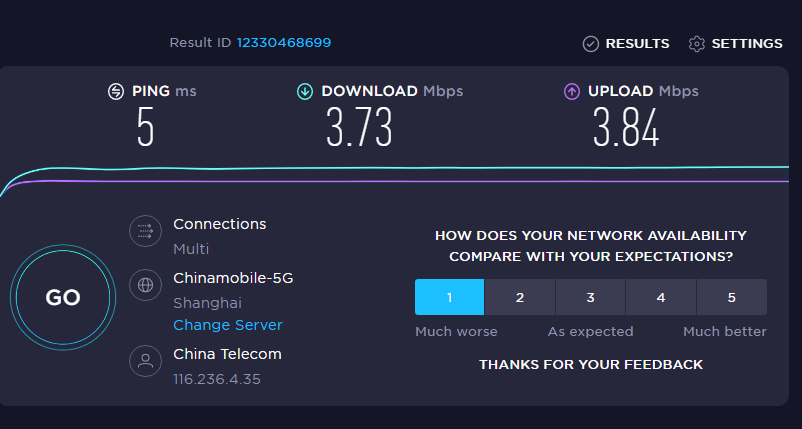 Result ID 12330468699
RESULTS
SETTINGS
PING ms
5
DOWNLOAD Mbps
3.73
UPLOAD Mbps
3.84
GO
Connections
Multi
Chinamobile-5G
Shanghai
Change Server
China Telecom
116.236.4.35
HOW DOES YOUR NETWORK AVAILABILITY
COMPARE WITH YOUR EXPECTATIONS?
1 2 3 4 5
Much worse As expected Much better
THANKS FOR YOUR FEEDBACK